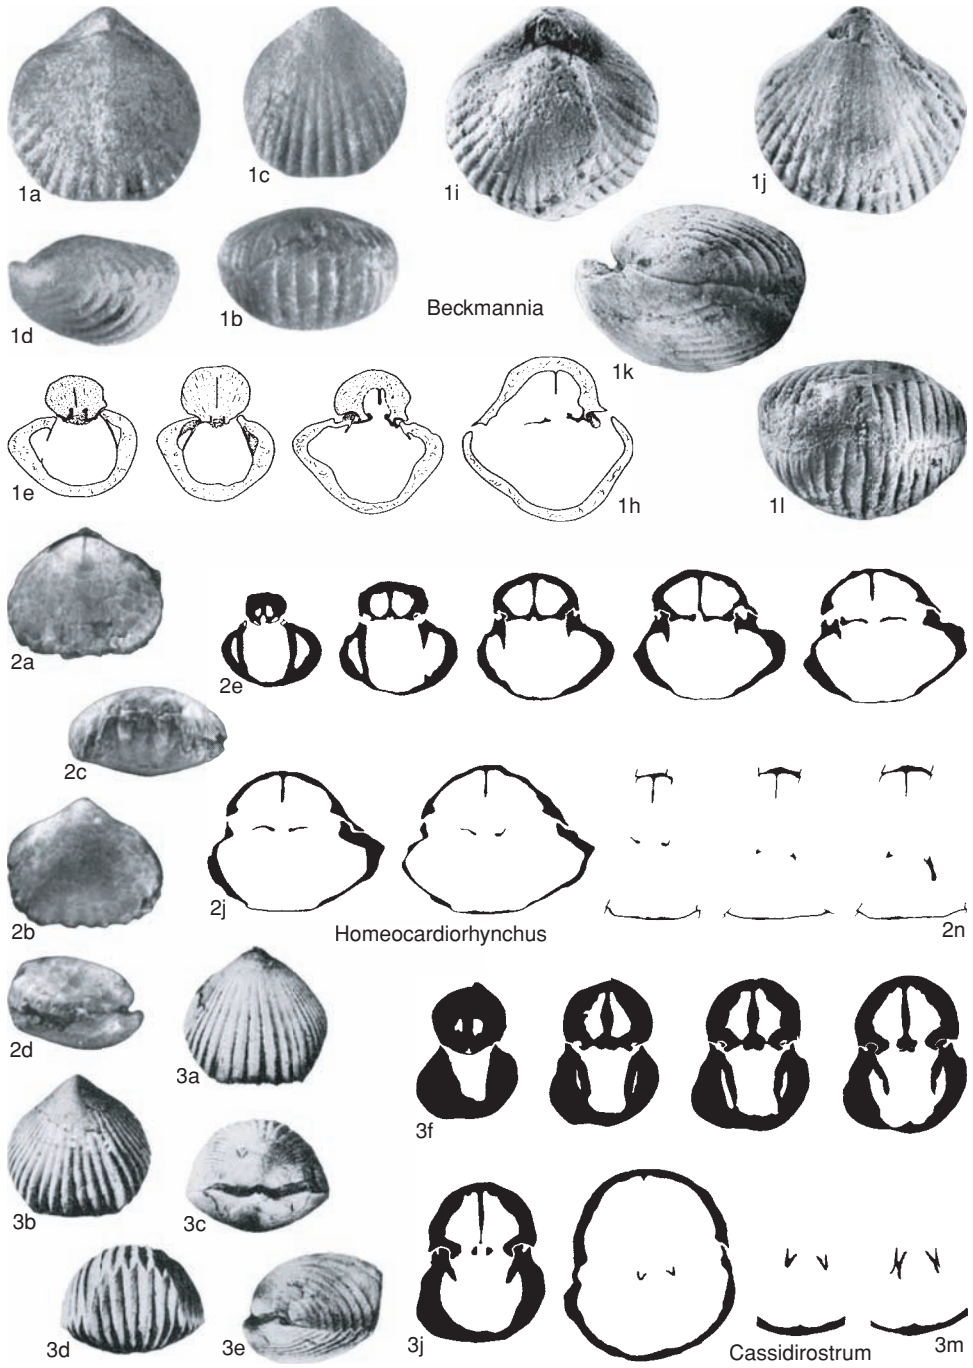 1a
1c
1i
1j
1d
1b
Beckmannia
1k
1e
1h
1l
2a
2e
2c
2j
2b
Homeocardiorhynchus
2n
2d
3a
3f
3b
3c
3d
3e
3j
Cassidirostrum
3m